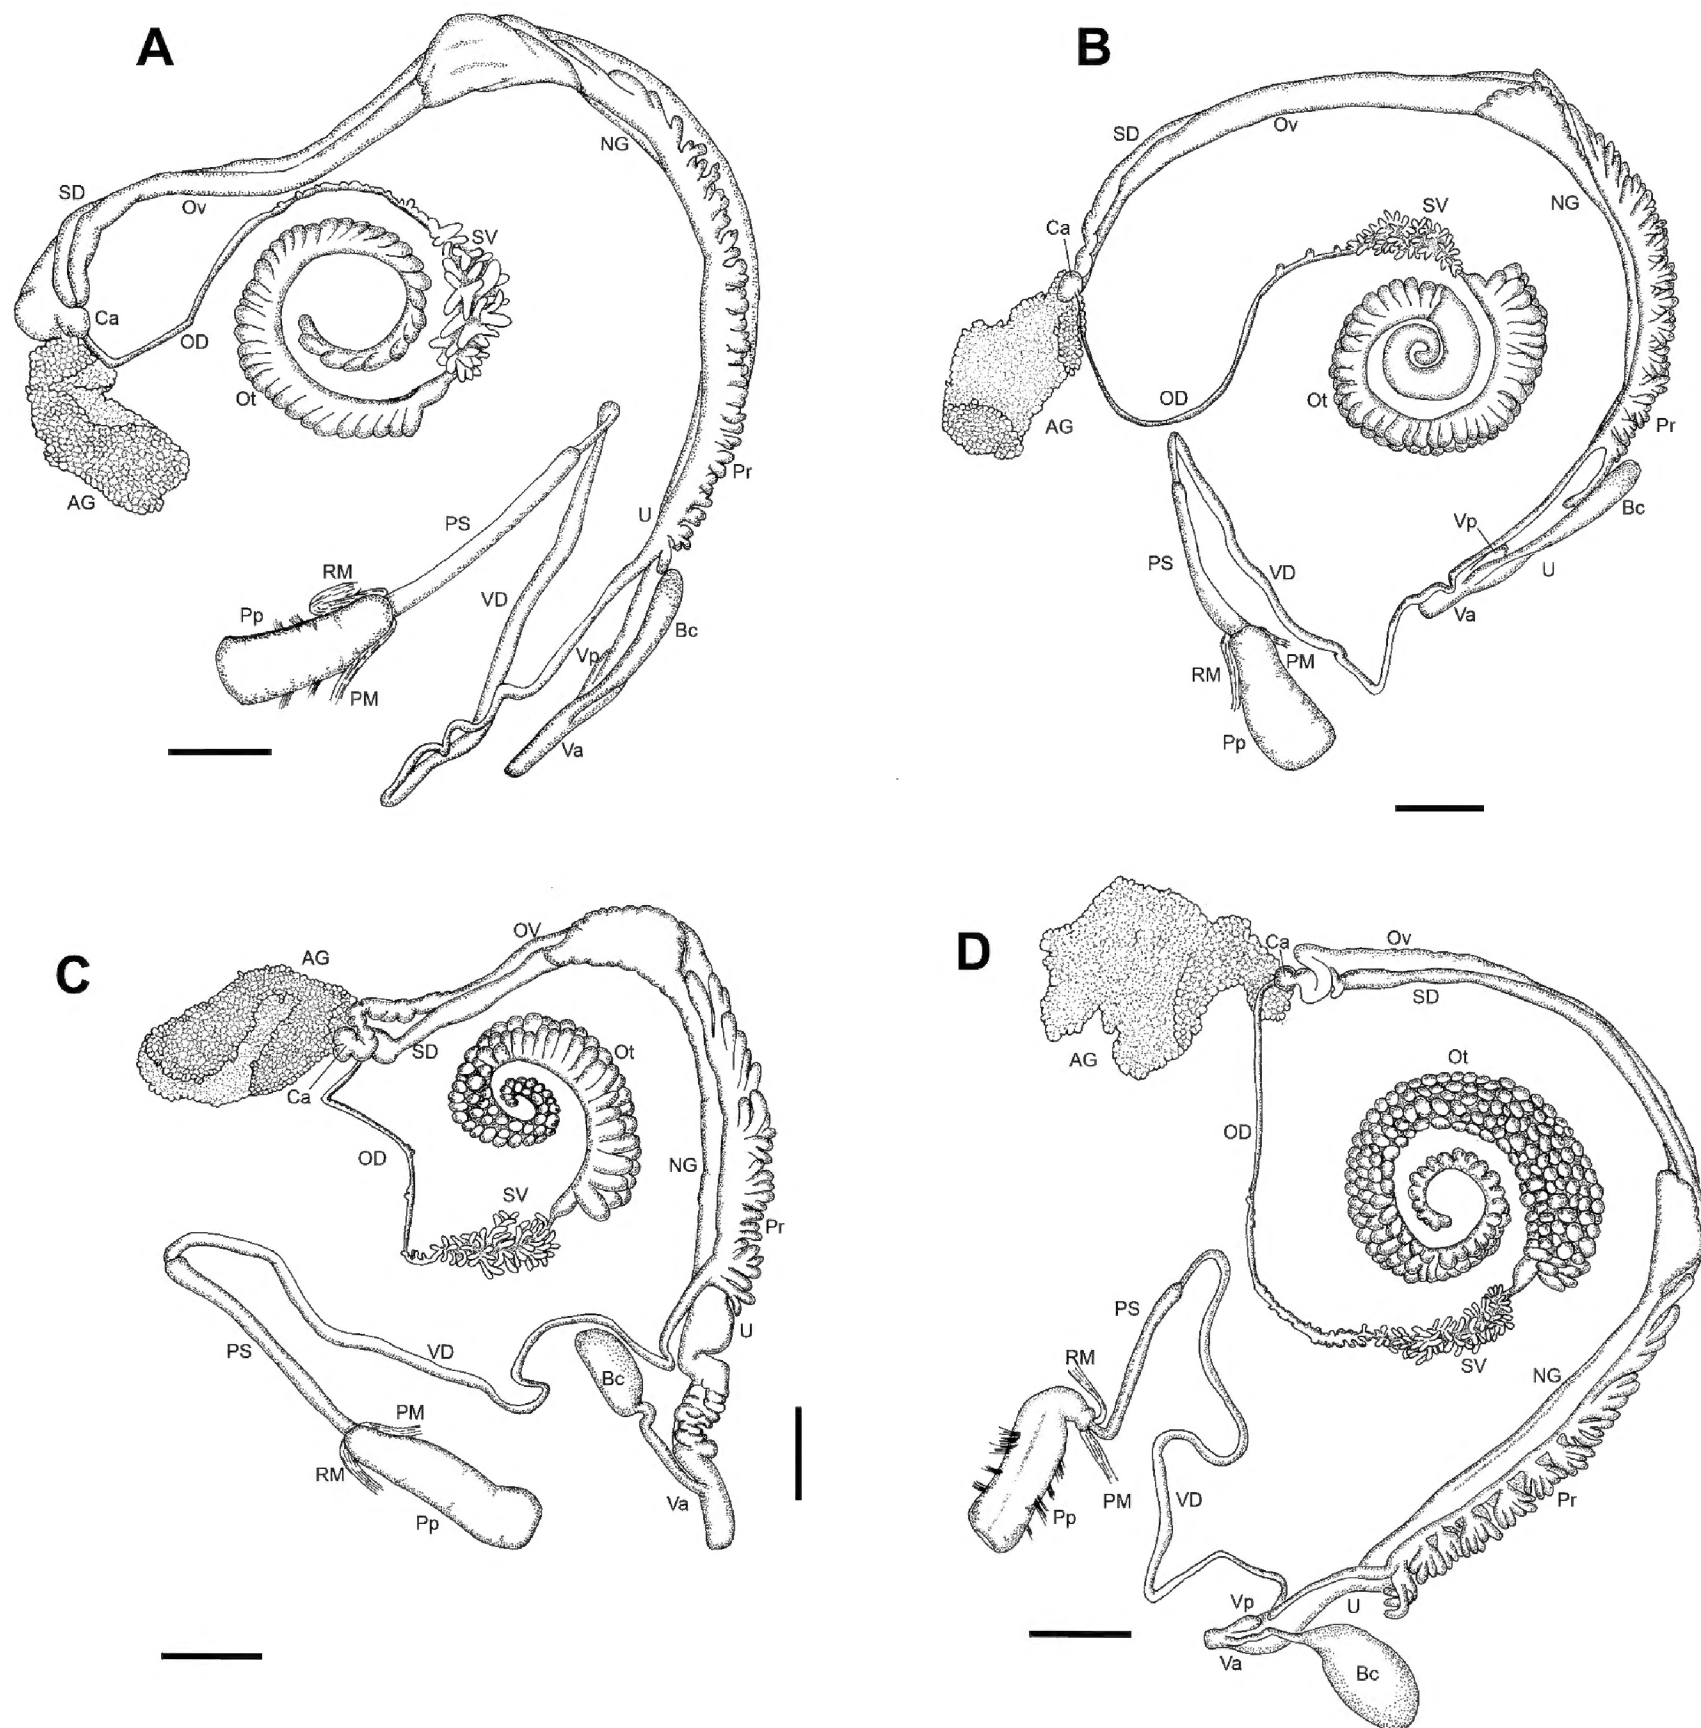 A
SD
Ov
NG
SV
Ca
OD
Ot
AG
Pr
PS
U
RM
Pp
VD
Bc
Vp
PM
Va
B
SD
Ov
NG
SV
Ca
Ot
OD
AG
Pr
Bc
Vp
PS
VD
U
Va
RM
PM
Pp
C
OV
AG
SD
Ot
Ca
OD
NG
SV
Pr
U
PS
VD
Bc
PM
RM
Va
Pp
D
Ca
Ov
SD
AG
Ot
OD
PS
SV
RM
NG
PM
VD
Pp
Pr
Vp
U
Va
Bc